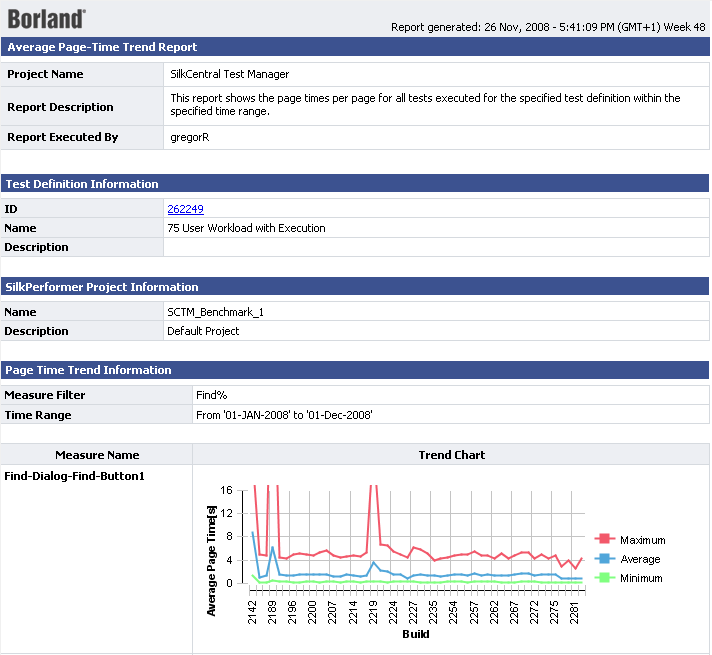 Borland®
Report generated: 26 Nov, 2008 - 5:41:09 PM (GMT+1) Week 48
Average Page-Time Trend Report
Project Name SilkCentral Test Manager
Report Description This report shows the page times per page for all tests executed for the specified test definition within the
specified time range.
Report Executed By gregorR
Test Definition Information
ID 262249
Name 75 User Workload with Execution
Description
SilkPerformer Project Information
Name SCTM_Benchmark_1
Description Default Project
Page Time Trend Information
Measure Filter Find%
Time Range From '01-JAN-2008' to '01-Dec-2008'
Measure Name Trend Chart
Find-Dialog-Find-Button1
Average Page Time[s]
16
12
8
4
0
2142 2189 2196 2200 2207 2214 2219 2224 2227 2235 2254 2257 2262 2267 2272 2275 2281
Build
Maximum
Average
Minimum